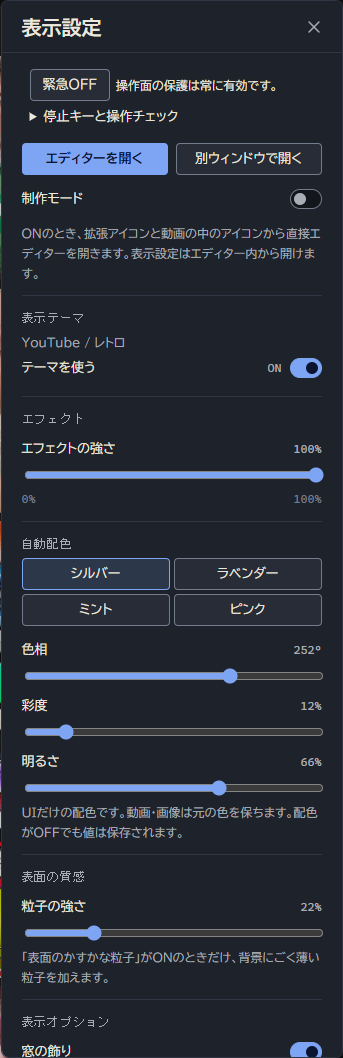 表示設定
緊急OFF 操作面の保護は常に有効です。
▶ 停止キーと操作チェック
エディターを開く 別ウィンドウで開く
制作モード
ONのとき、拡張アイコンと動画の中のアイコンから直接エ
ディターを開きます。表示設定はエディター内から開けま
す。
表示テーマ
YouTube / レトロ
テーマを使う ON
エフェクト
エフェクトの強さ 100%
0% 100%
自動配色
シルバー ラベンダー
ミント ピンク
色相 252°
彩度 12%
明るさ 66%
UIだけの配色です。動画・画像は元の色を保ちます。配色
がOFFでも値は保存されます。
表面の質感
粒子の強さ 22%
「表面のかすかな粒子」がONのときだけ、背景にごく薄い
粒子を加えます。
表示オプション
窓の飾り